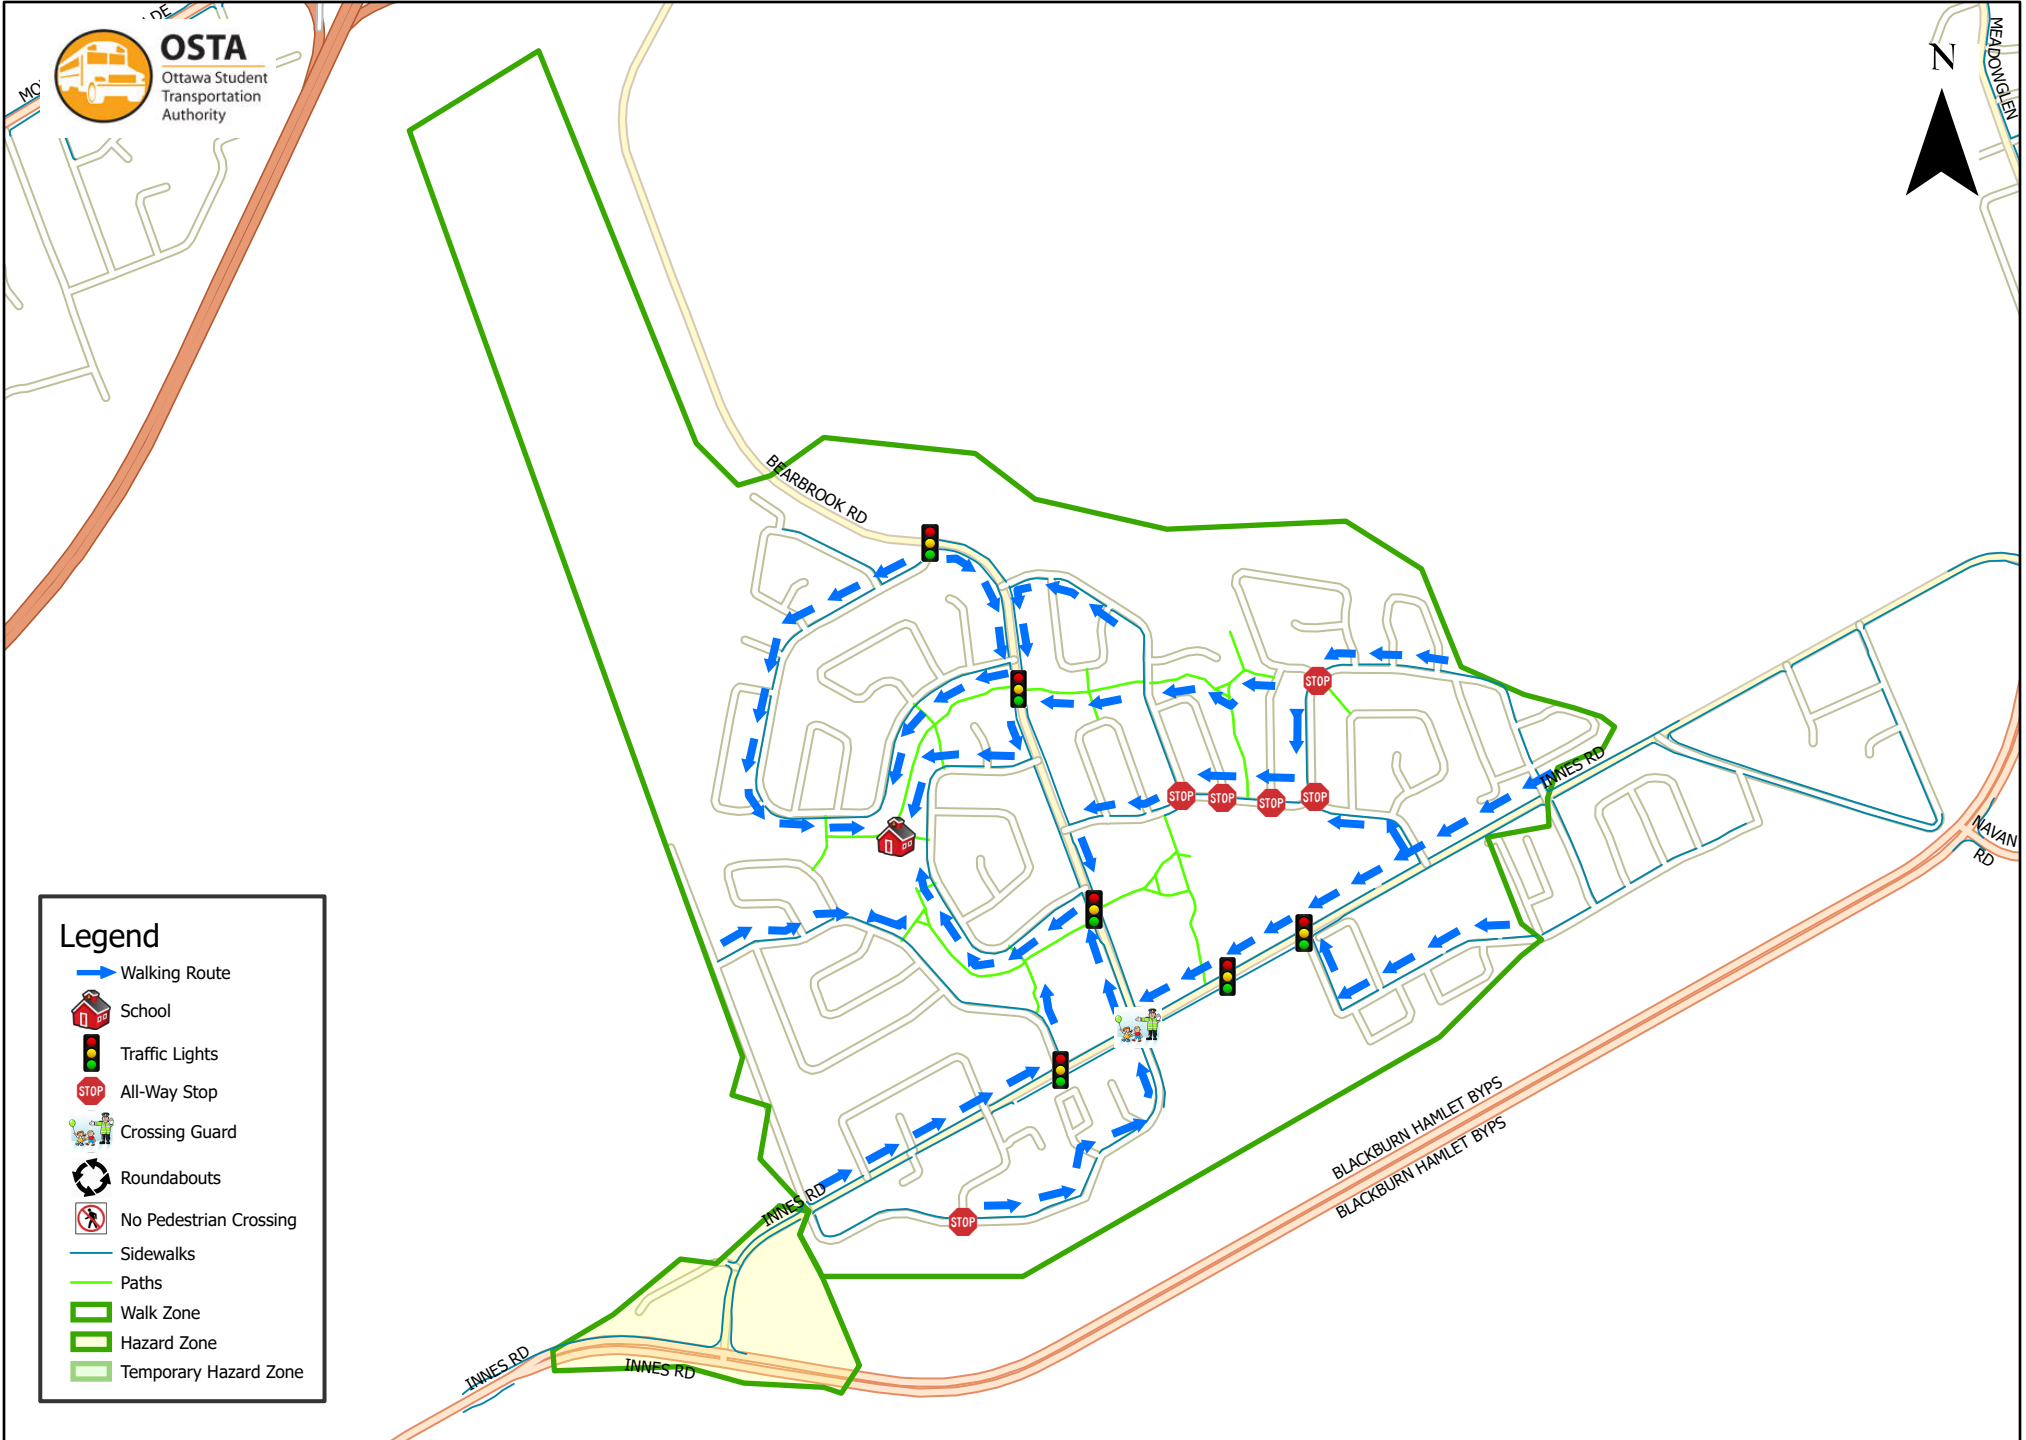 OSTA
Ottawa Student
Transportation
Authority
N
MEADOWGLEN
BEARBROOK RD
INNES RD
NAVAN
RD
STOP
STOP
STOP
STOP
STOP
STOP
INNES RD
BLACKBURN HAMLET BYPS
BLACKBURN HAMLET BYPS
INNES RD
INNES RD
Legend
Walking Route
School
Traffic Lights
STOP
All-Way Stop
Crossing Guard
Roundabouts
No Pedestrian Crossing
Sidewalks
Paths
Walk Zone
Hazard Zone
Temporary Hazard Zone